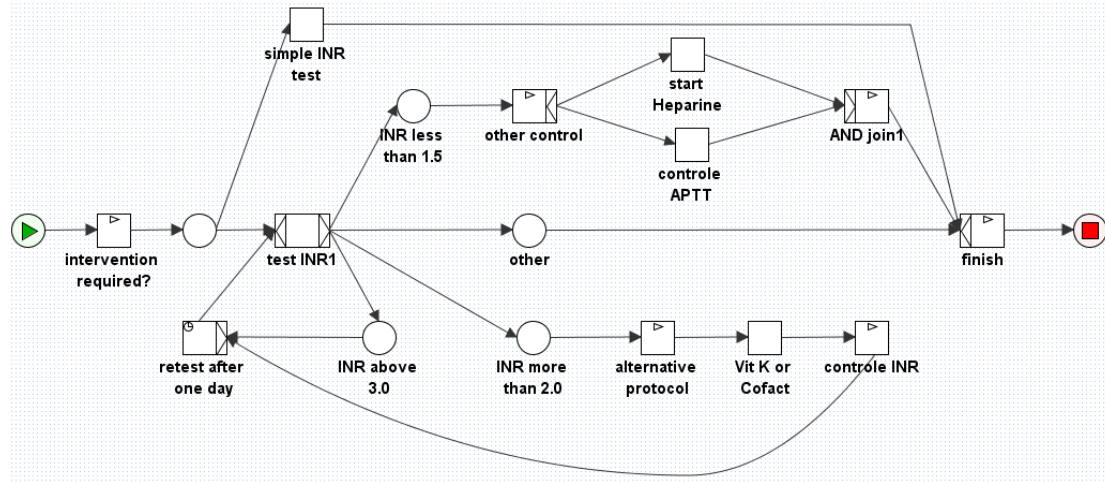 simple INR
test
start
Heparine
INR less
than 1.5
other control
AND join1
controle
APTT
intervention
required?
test INR1
other
finish
retest after
one day
INR above
3.0
INR more
than 2.0
alternative
protocol
Vit K or
Cofact
controle INR